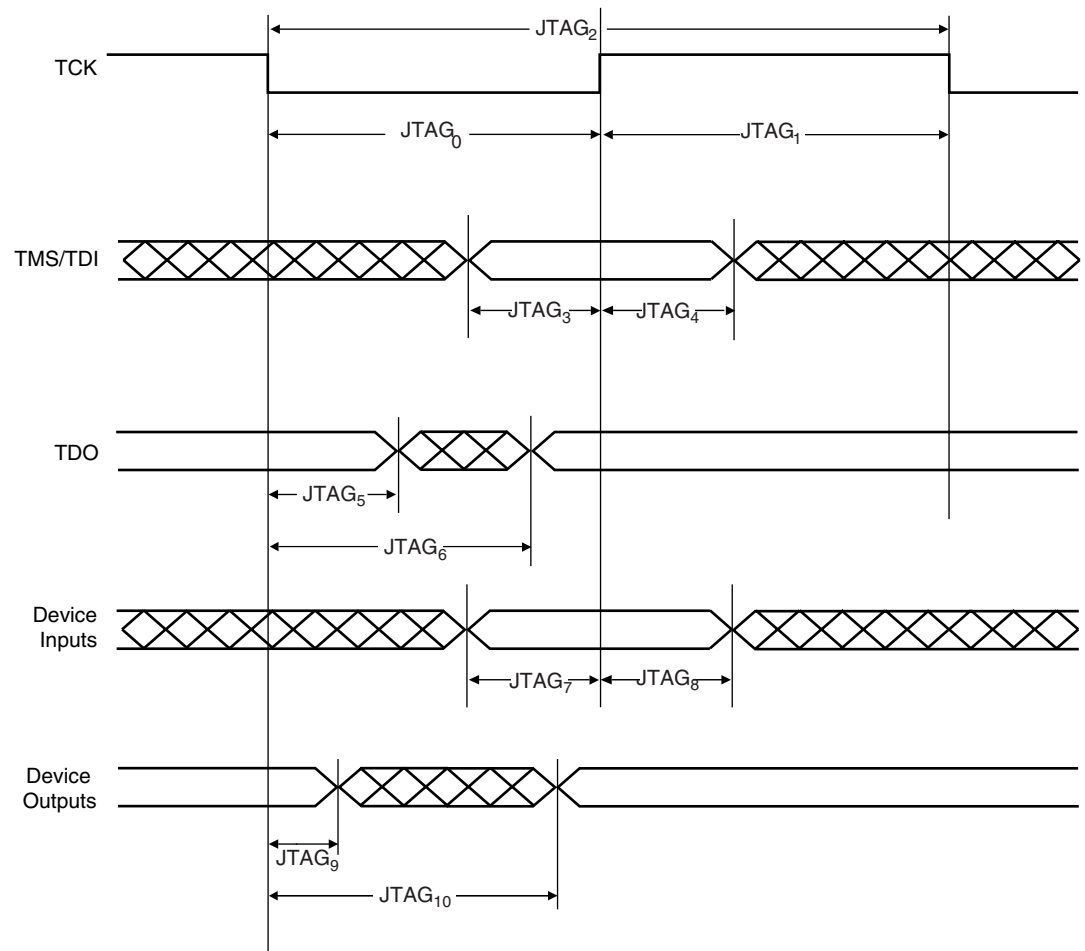 JTAG₂
TCK
JTAG₀
JTAG₁
TMS/TDI
JTAG₃
JTAG₄
TDO
JTAG₅
JTAG₆
Device
Inputs
JTAG₇
JTAG₈
Device
Outputs
JTAG₉
JTAG₁₀